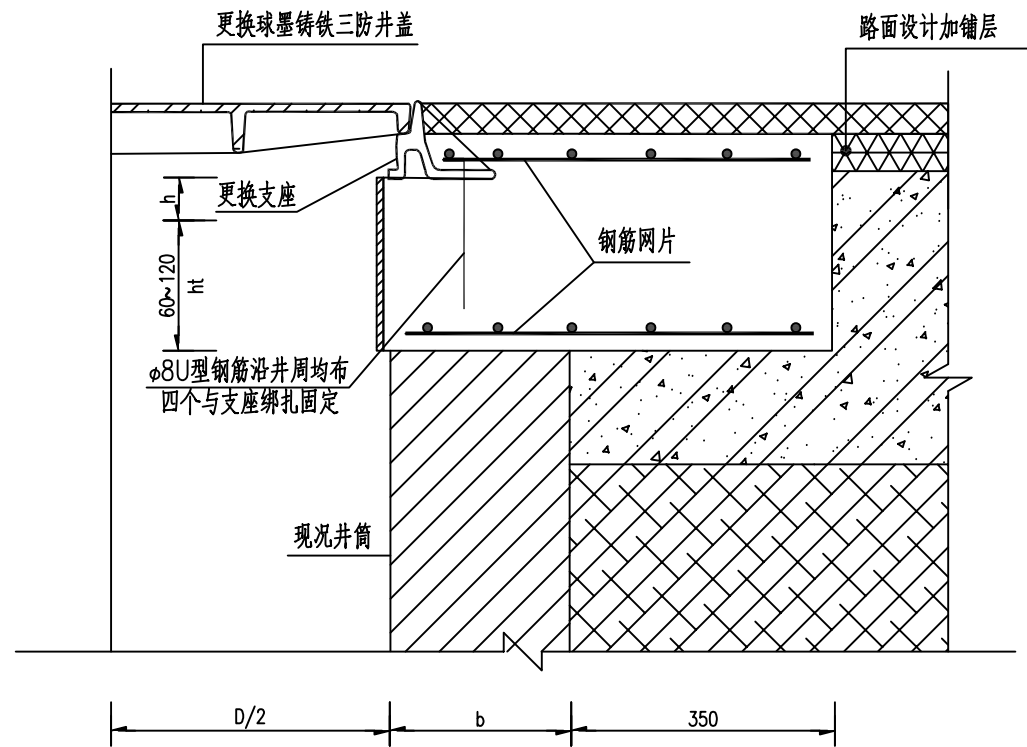 更换球墨铸铁三防井盖
路面设计加铺层
更换支座
h
钢筋网片
60~120
ht
φ8U型钢筋沿井周均布
四个与支座绑扎固定
现况井筒
D/2
b
350